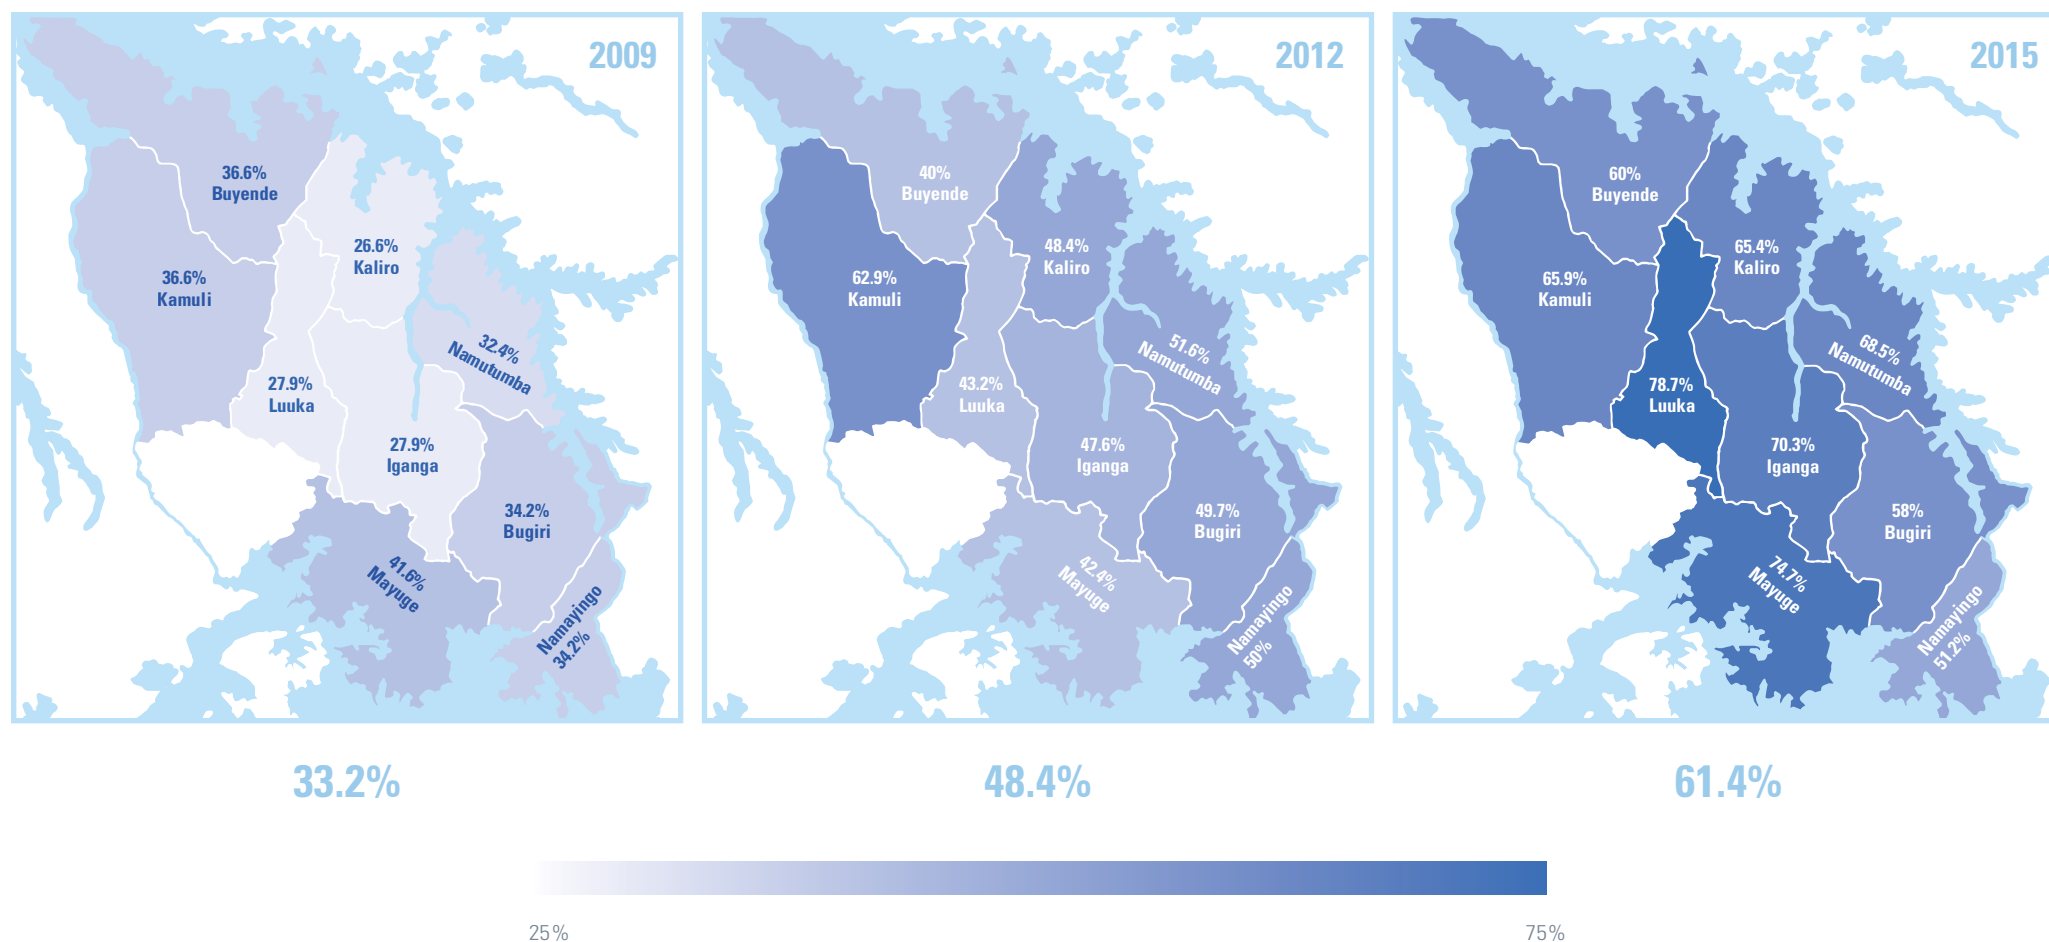 2009
36.6%
Buyende
26.6%
Kaliro
36.6%
Kamuli
32.4%
Namutumba
27.9%
Luuka
27.9%
Iganga
34.2%
Bugiri
41.6%
Mayuge
Namayingo
34.2%
33.2%
2012
40%
Buyende
48.4%
Kaliro
62.9%
Kamuli
51.6%
Namutumba
43.2%
Luuka
47.6%
Iganga
49.7%
Bugiri
42.4%
Mayuge
Namayingo
50%
48.4%
2015
60%
Buyende
65.4%
Kaliro
65.9%
Kamuli
68.5%
Namutumba
78.7%
Luuka
70.3%
Iganga
58%
Bugiri
74.7%
Mayuge
Namayingo
51.2%
61.4%
25%
75%